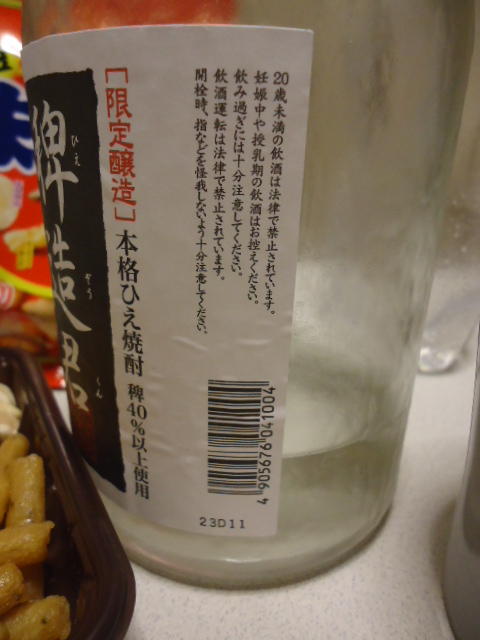 20歳未満の飲酒は法律で禁止されています。
妊娠中や授乳期の飲酒はお控えください。
飲み過ぎには十分注意してください。
飲酒運転は法律で禁止されています。
開栓時、指などを怪我しないよう十分注意してください。
［限定醸造］本格ひえ焼酎 稗40%以上使用
稗造君
ひえ ぞう くん
4 905676 041004
23D11